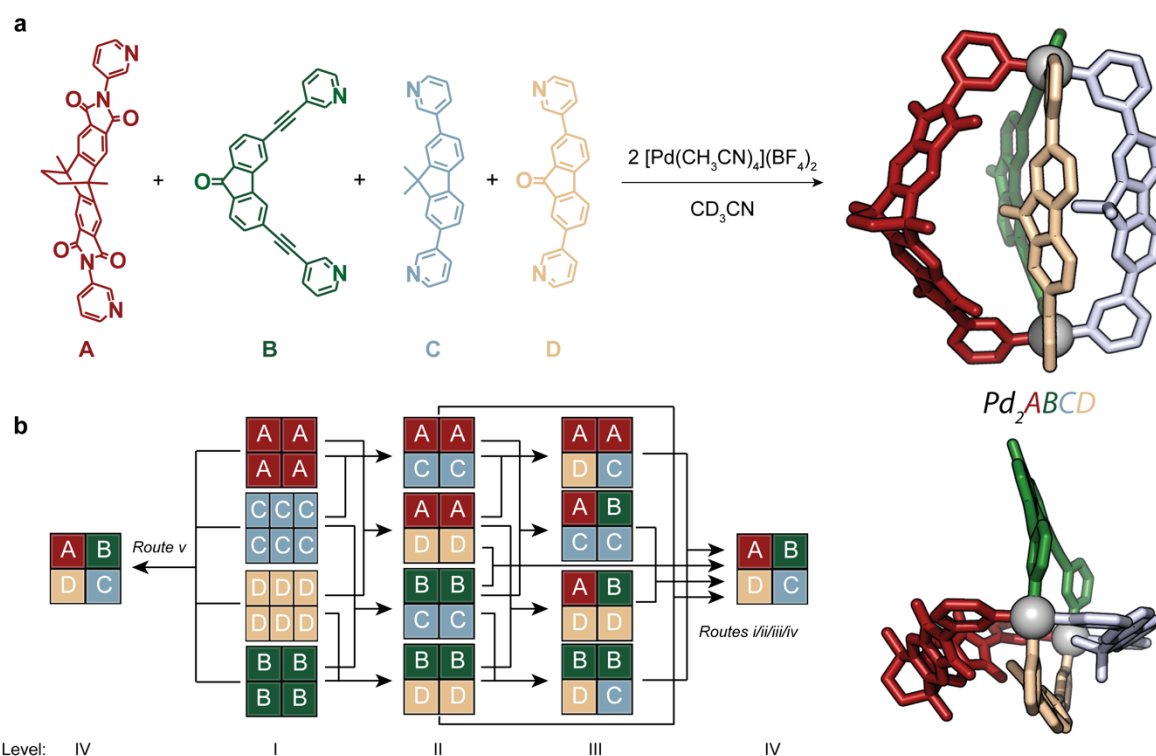 a
N
O
N
O
O
N
O
N
+
N
O
N
+
N
N
+
N
O
N
2 [Pd(CH3CN)4](BF4)2
CD3CN
A
B
C
D
Pd2ABCD
b
A B
D C
Route v
A A
A A
C C C
C C C
D D D
D D D
B B
B B
A A
C C
A A
D D
B B
C C
B B
D D
A A
D C
A B
C C
A B
D D
B B
D C
A B
D C
Routes i/ii/iii/iv
Level: IV I II III IV